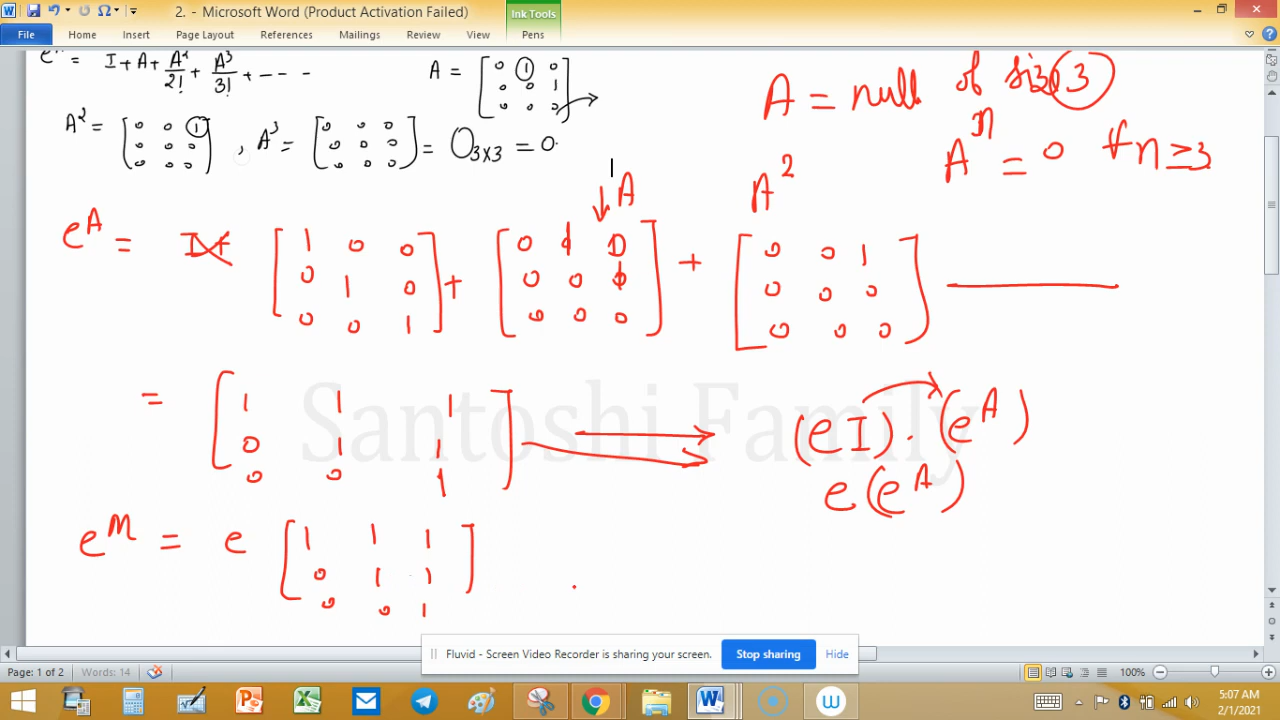 2. - Microsoft Word (Product Activation Failed)
Ink Tools
File Home Insert Page Layout References Mailings Review View Pens
I + A + A²/2! + A³/3! + - - - -
A = [0 1 0; 0 0 1; 0 0 0]
A = null of size 3
A² = [0 0 1; 0 0 0; 0 0 0] , A³ = [0 0 0; 0 0 0; 0 0 0] = O₃ₓ₃ = 0
Aⁿ = 0 ∀ n ≥ 3
↓ A
A²
e^A = [1 0 0; 0 1 0; 0 0 1] + [0 1 0; 0 0 1; 0 0 0] + [0 0 1; 0 0 0; 0 0 0]
= [1 1 1; 0 1 1; 0 0 1]
(eI) . (e^A)
e(e^A)
Santoshi Family
e^M = e [1 1 1; 0 1 1; 0 0 1]
Fluvid - Screen Video Recorder is sharing your screen. Stop sharing Hide
Page: 1 of 2 Words: 14 100%
5:07 AM
2/1/2021